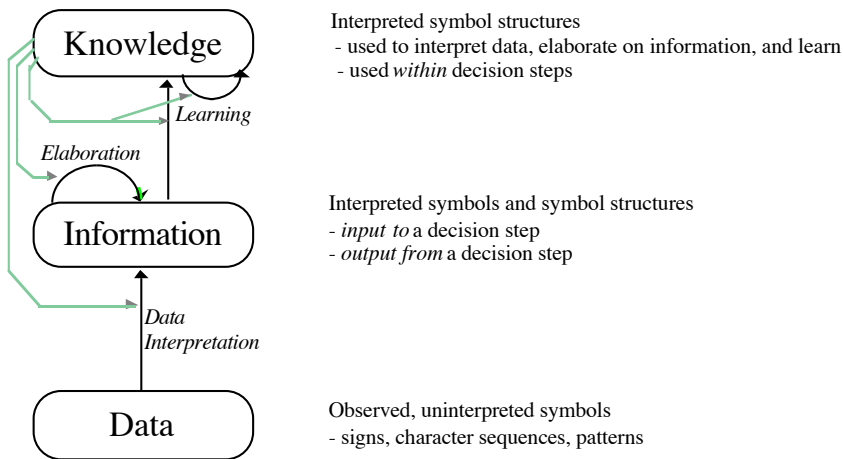 Knowledge
Interpreted symbol structures
- used to interpret data, elaborate on information, and learn
- used within decision steps
Learning
Elaboration
Information
Interpreted symbols and symbol structures
- input to a decision step
- output from a decision step
Data
Interpretation
Data
Observed, uninterpreted symbols
- signs, character sequences, patterns